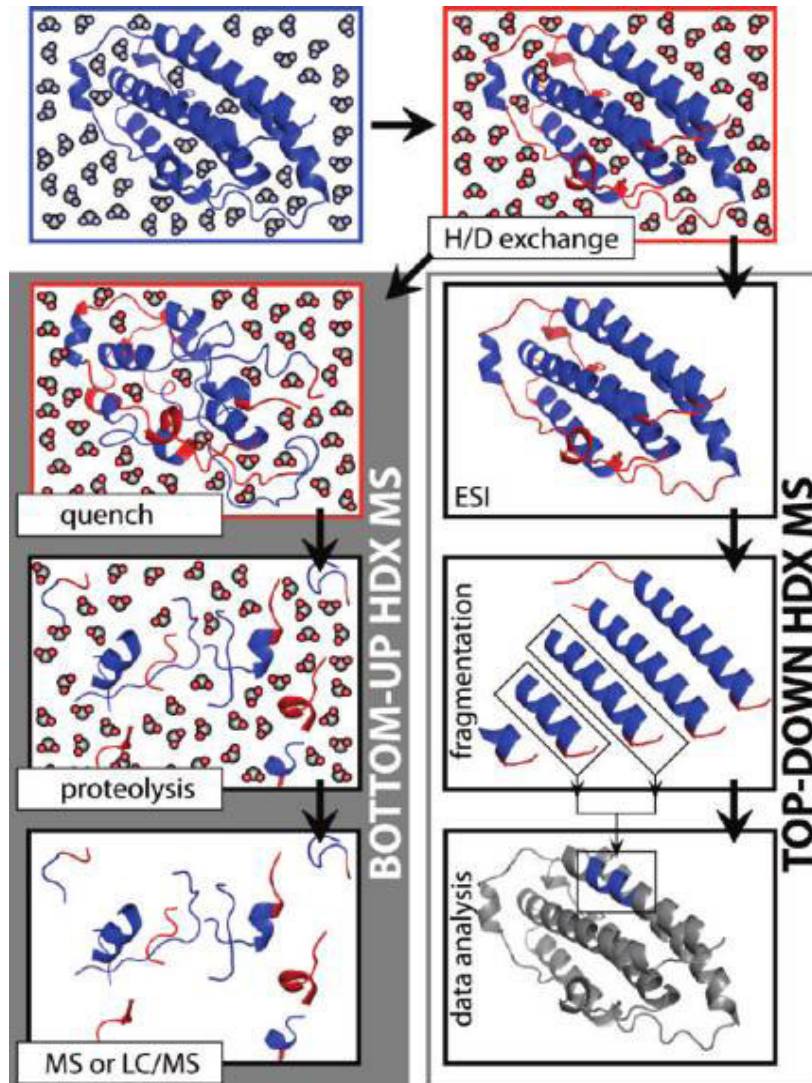 H/D exchange
quench
proteolysis
MS or LC/MS
BOTTOM-UP HDX MS
ESI
fragmentation
data analysis
TOP-DOWN HDX MS